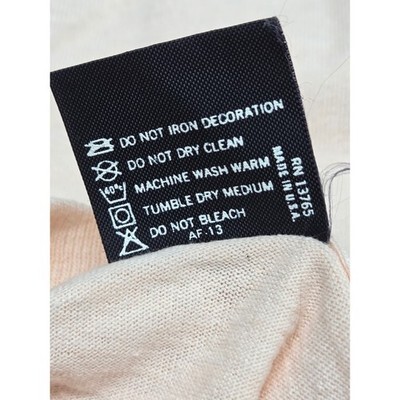 DO NOT IRON DECORATION
DO NOT DRY CLEAN
40° MACHINE WASH WARM
TUMBLE DRY MEDIUM
DO NOT BLEACH
AF-13
RN 13765
MADE IN U.S.A.